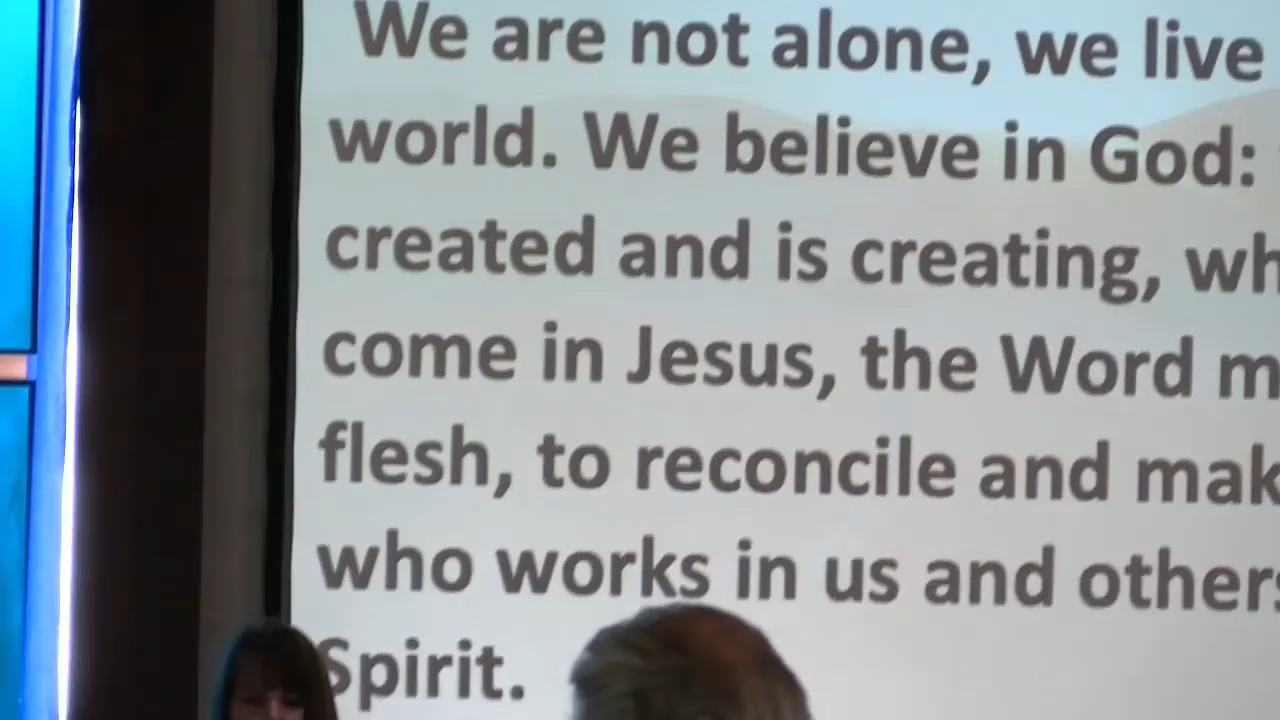 We are not alone, we live
world. We believe in God:
created and is creating,
come in Jesus, the Word
flesh, to reconcile and
who works in us and others
Spirit.